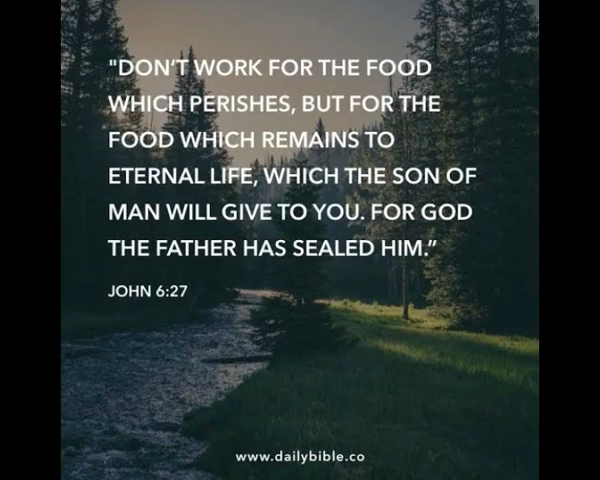 "DON'T WORK FOR THE FOOD
WHICH PERISHES, BUT FOR THE
FOOD WHICH REMAINS TO
ETERNAL LIFE, WHICH THE SON OF
MAN WILL GIVE TO YOU. FOR GOD
THE FATHER HAS SEALED HIM.”
JOHN 6:27
www.dailybible.co